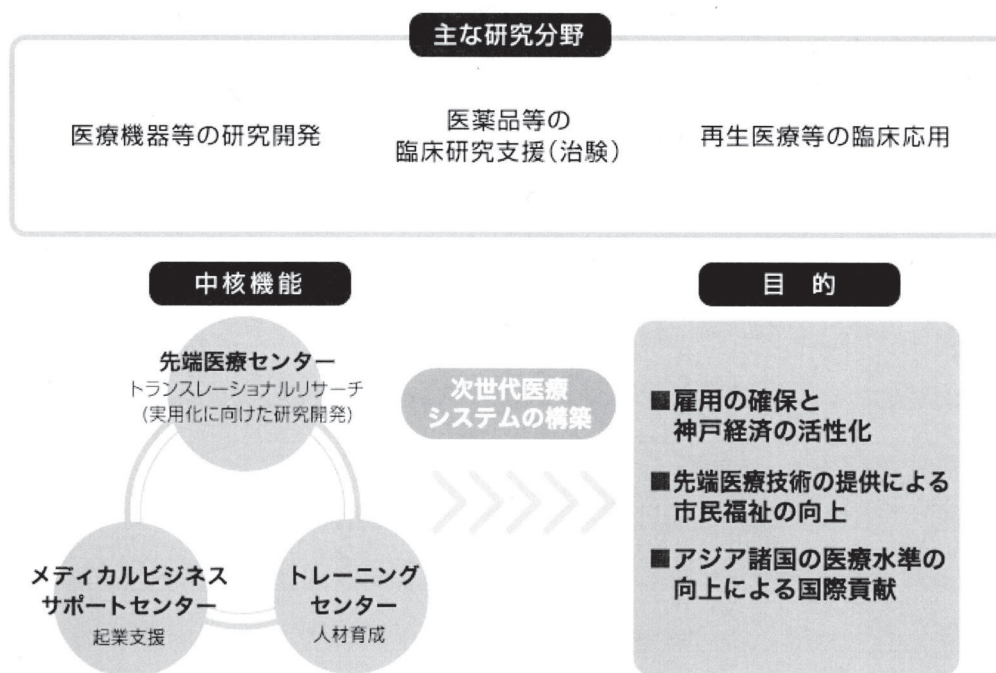 主な研究分野
医療機器等の研究開発
医薬品等の
臨床研究支援(治験)
再生医療等の臨床応用
中核機能
先端医療センター
トランスレーショナルリサーチ
(実用化に向けた研究開発)
メディカルビジネス
サポートセンター
起業支援
トレーニング
センター
人材育成
次世代医療
システムの構築
目 的
■雇用の確保と
神戸経済の活性化
■先端医療技術の提供による
市民福祉の向上
■アジア諸国の医療水準の
向上による国際貢献